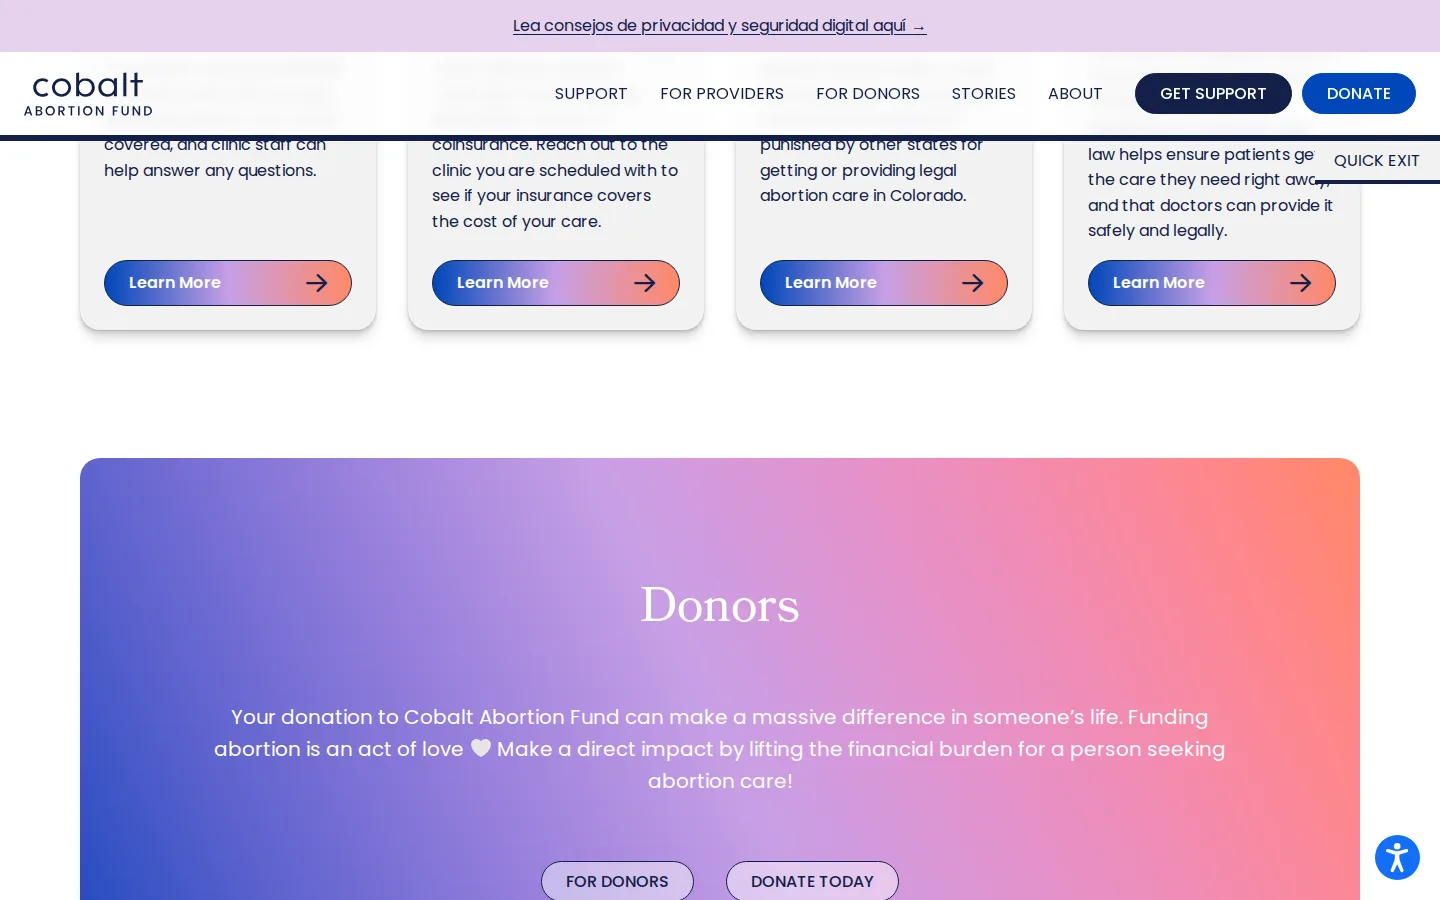 Lea consejos de privacidad y seguridad digital aquí →
cobalt
ABORTION FUND
SUPPORT
FOR PROVIDERS
FOR DONORS
STORIES
ABOUT
GET SUPPORT
DONATE
QUICK EXIT
covered, and clinic staff can
help answer any questions.
Learn More
coinsurance. Reach out to the
clinic you are scheduled with to
see if your insurance covers
the cost of your care.
Learn More
punished by other states for
getting or providing legal
abortion care in Colorado.
Learn More
law helps ensure patients get
the care they need right away,
and that doctors can provide it
safely and legally.
Learn More
Donors
Your donation to Cobalt Abortion Fund can make a massive difference in someone’s life. Funding
abortion is an act of love 🤍 Make a direct impact by lifting the financial burden for a person seeking
abortion care!
FOR DONORS
DONATE TODAY